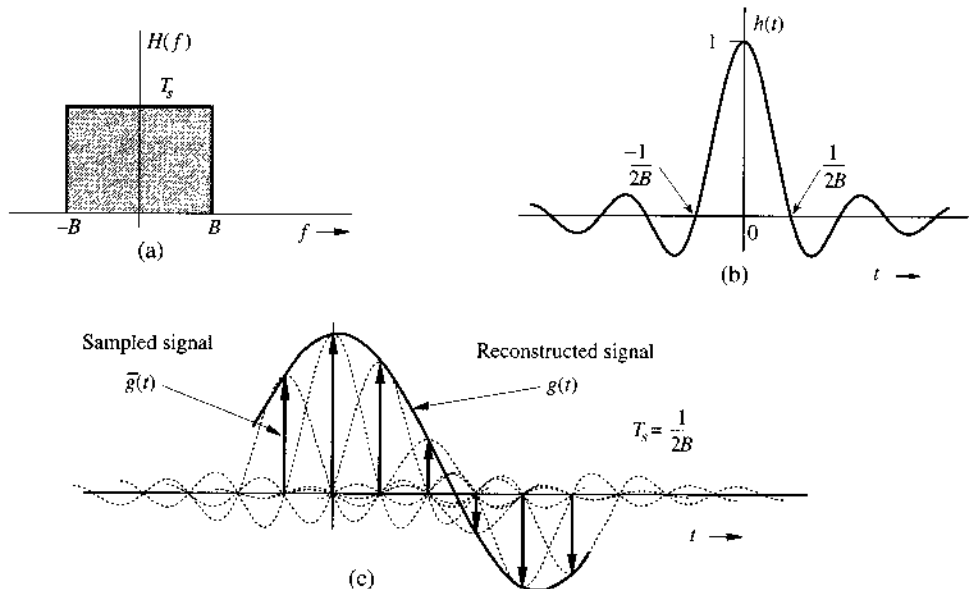 H(f)
T_s
-B
B
f →
(a)
h(t)
1
-1/2B
1/2B
0
t →
(b)
Sampled signal
g̅(t)
Reconstructed signal
g(t)
T_s = 1/2B
t →
(c)